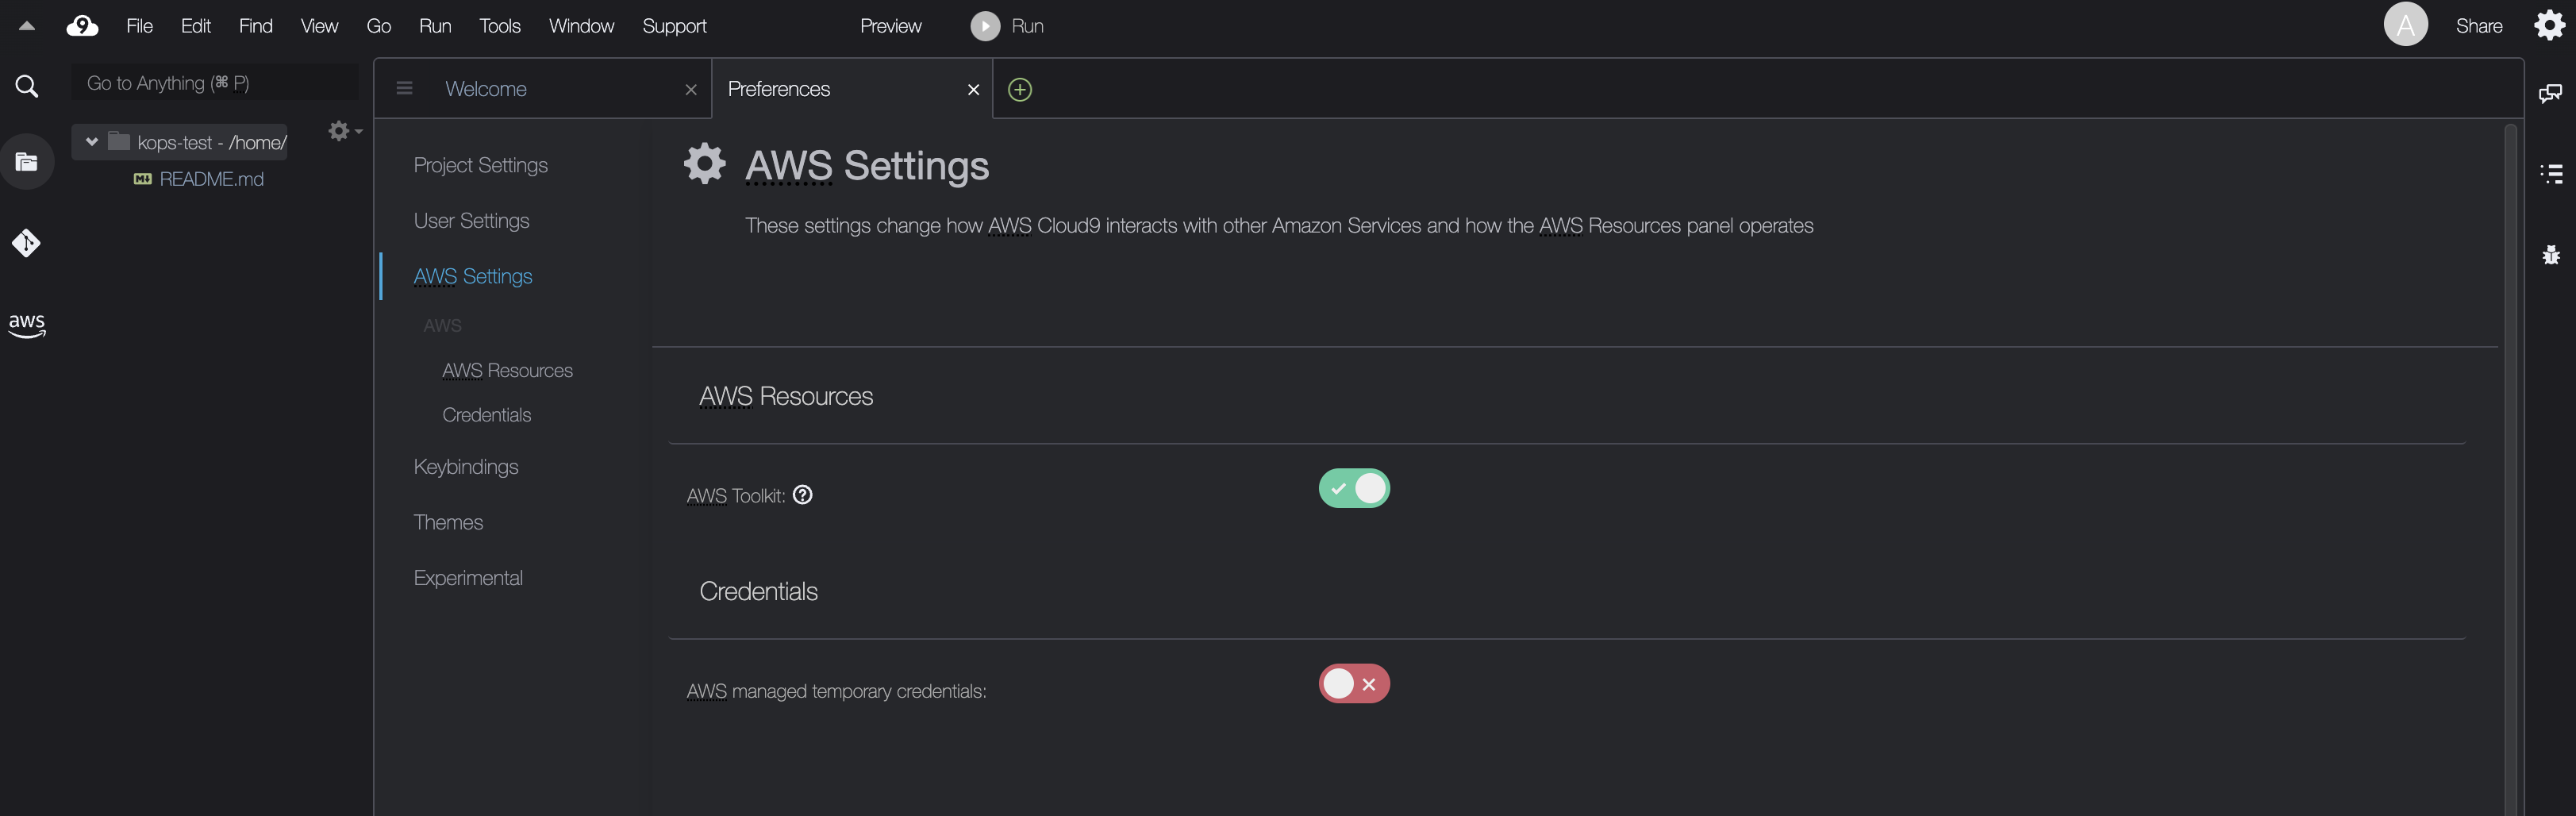 9 File Edit Find View Go Run Tools Window Support Preview Run A Share
Go to Anything (⌘ P)
Welcome Preferences
kops-test - /home/
README.md
aws
Project Settings
User Settings
AWS Settings
AWS
AWS Resources
Credentials
Keybindings
Themes
Experimental
AWS Settings
These settings change how AWS Cloud9 interacts with other Amazon Services and how the AWS Resources panel operates
AWS Resources
AWS Toolkit: ?
Credentials
AWS managed temporary credentials: